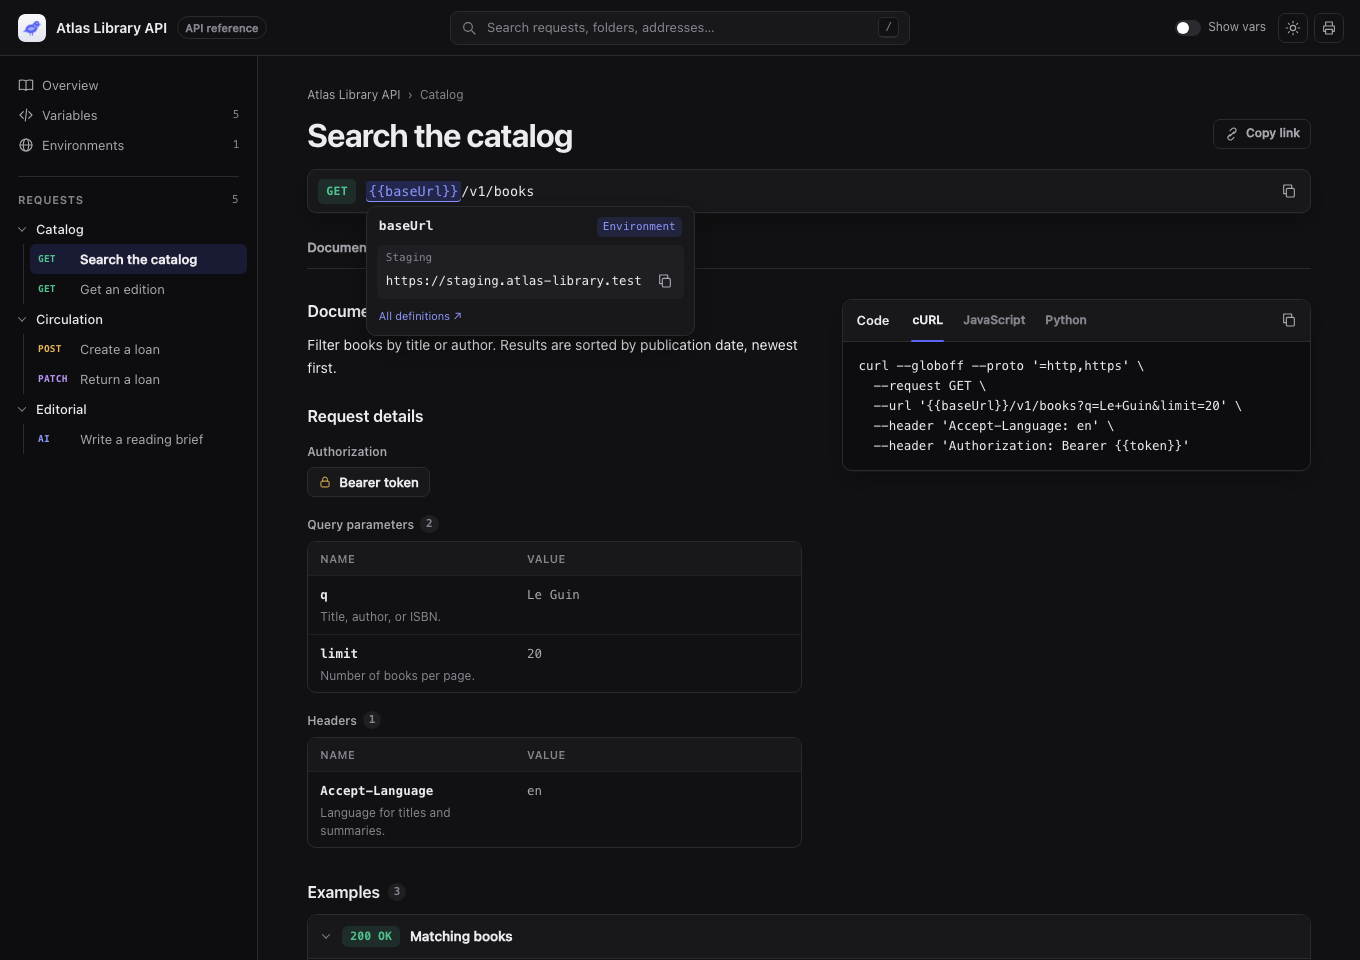 Atlas Library API
API reference
Search requests, folders, addresses...
/
Show vars
Overview
Variables 5
Environments 1
REQUESTS 5
Catalog
GET Search the catalog
GET Get an edition
Circulation
POST Create a loan
PATCH Return a loan
Editorial
AI Write a reading brief
Atlas Library API › Catalog
Search the catalog
Copy link
GET {{baseUrl}}/v1/books
baseUrl Environment
Staging
https://staging.atlas-library.test
All definitions ↗
Filter books by title or author. Results are sorted by publication date, newest
first.
Request details
Authorization
Bearer token
Query parameters 2
NAME VALUE
q Le Guin
Title, author, or ISBN.
limit 20
Number of books per page.
Headers 1
NAME VALUE
Accept-Language en
Language for titles and
summaries.
Code cURL JavaScript Python
curl --globoff --proto '=http,https' \
--request GET \
--url '{{baseUrl}}/v1/books?q=Le+Guin&limit=20' \
--header 'Accept-Language: en' \
--header 'Authorization: Bearer {{token}}'
Examples 3
200 OK Matching books